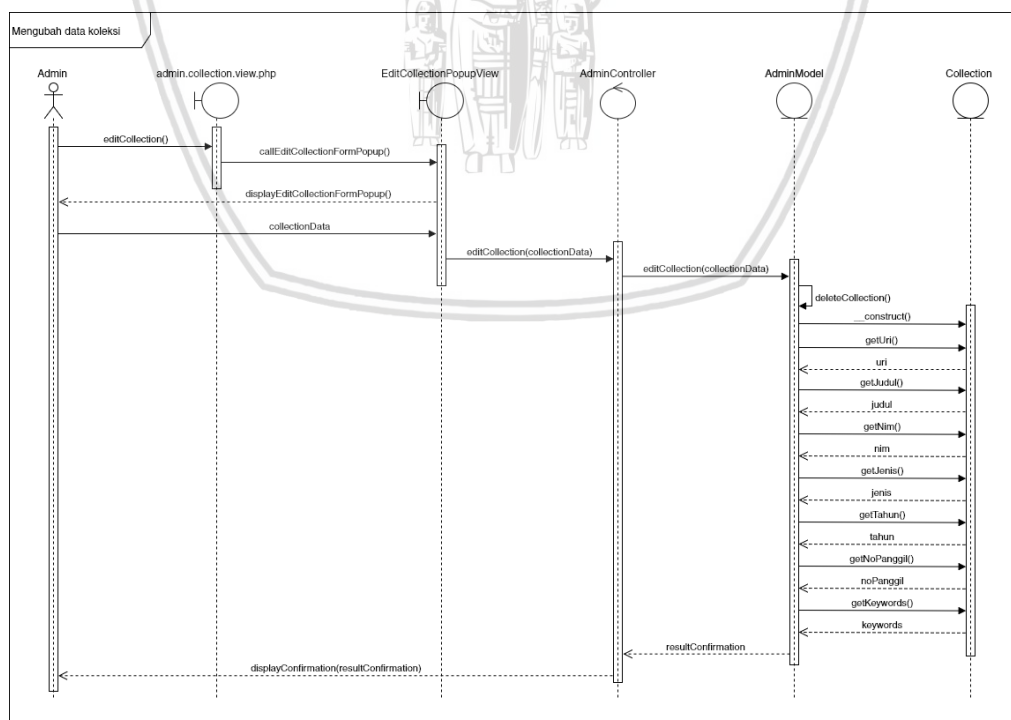 Mengubah data koleksi
Admin
admin.collection.view.php
EditCollectionPopupView
AdminController
AdminModel
Collection
editCollection()
callEditCollectionFormPopup()
displayEditCollectionFormPopup()
collectionData
editCollection(collectionData)
editCollection(collectionData)
deleteCollection()
__construct()
getUri()
uri
getJudul()
judul
getNim()
nim
getJenis()
jenis
getTahun()
tahun
getNoPanggil()
noPanggil
getKeywords()
keywords
resultConfirmation
displayConfirmation(resultConfirmation)